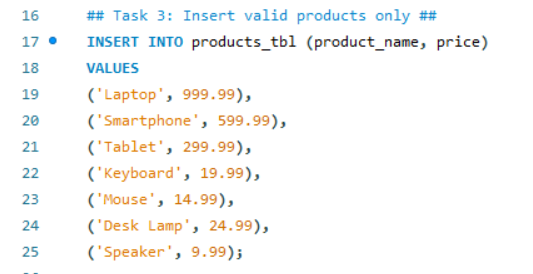 16 ## Task 3: Insert valid products only ##
17 INSERT INTO products_tbl (product_name, price)
18 VALUES
19 ('Laptop', 999.99),
20 ('Smartphone', 599.99),
21 ('Tablet', 299.99),
22 ('Keyboard', 19.99),
23 ('Mouse', 14.99),
24 ('Desk Lamp', 24.99),
25 ('Speaker', 9.99);